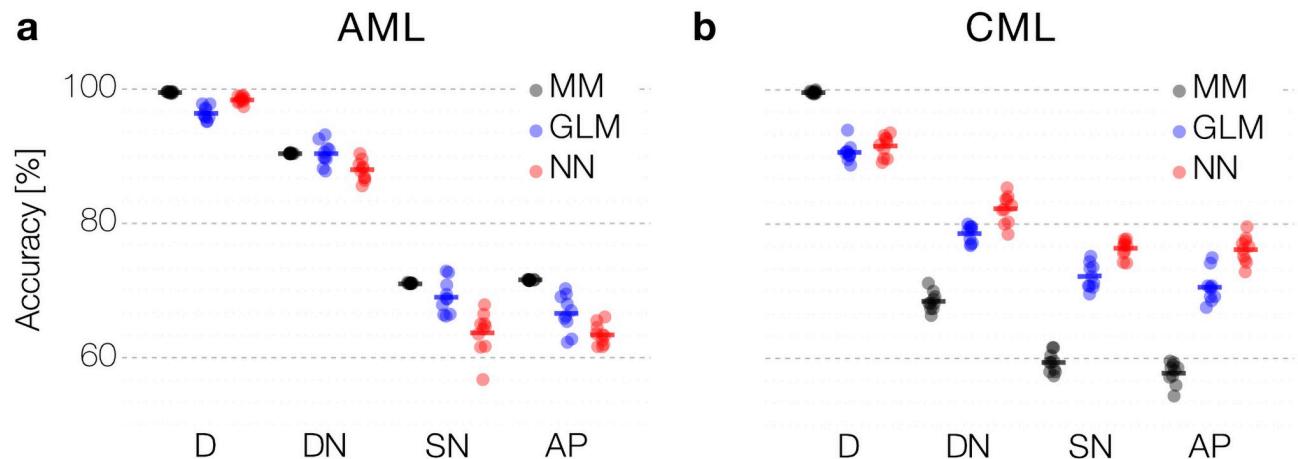 a
AML
100
80
60
Accuracy [%]
MM
GLM
NN
D DN SN AP
b
CML
MM
GLM
NN
D DN SN AP